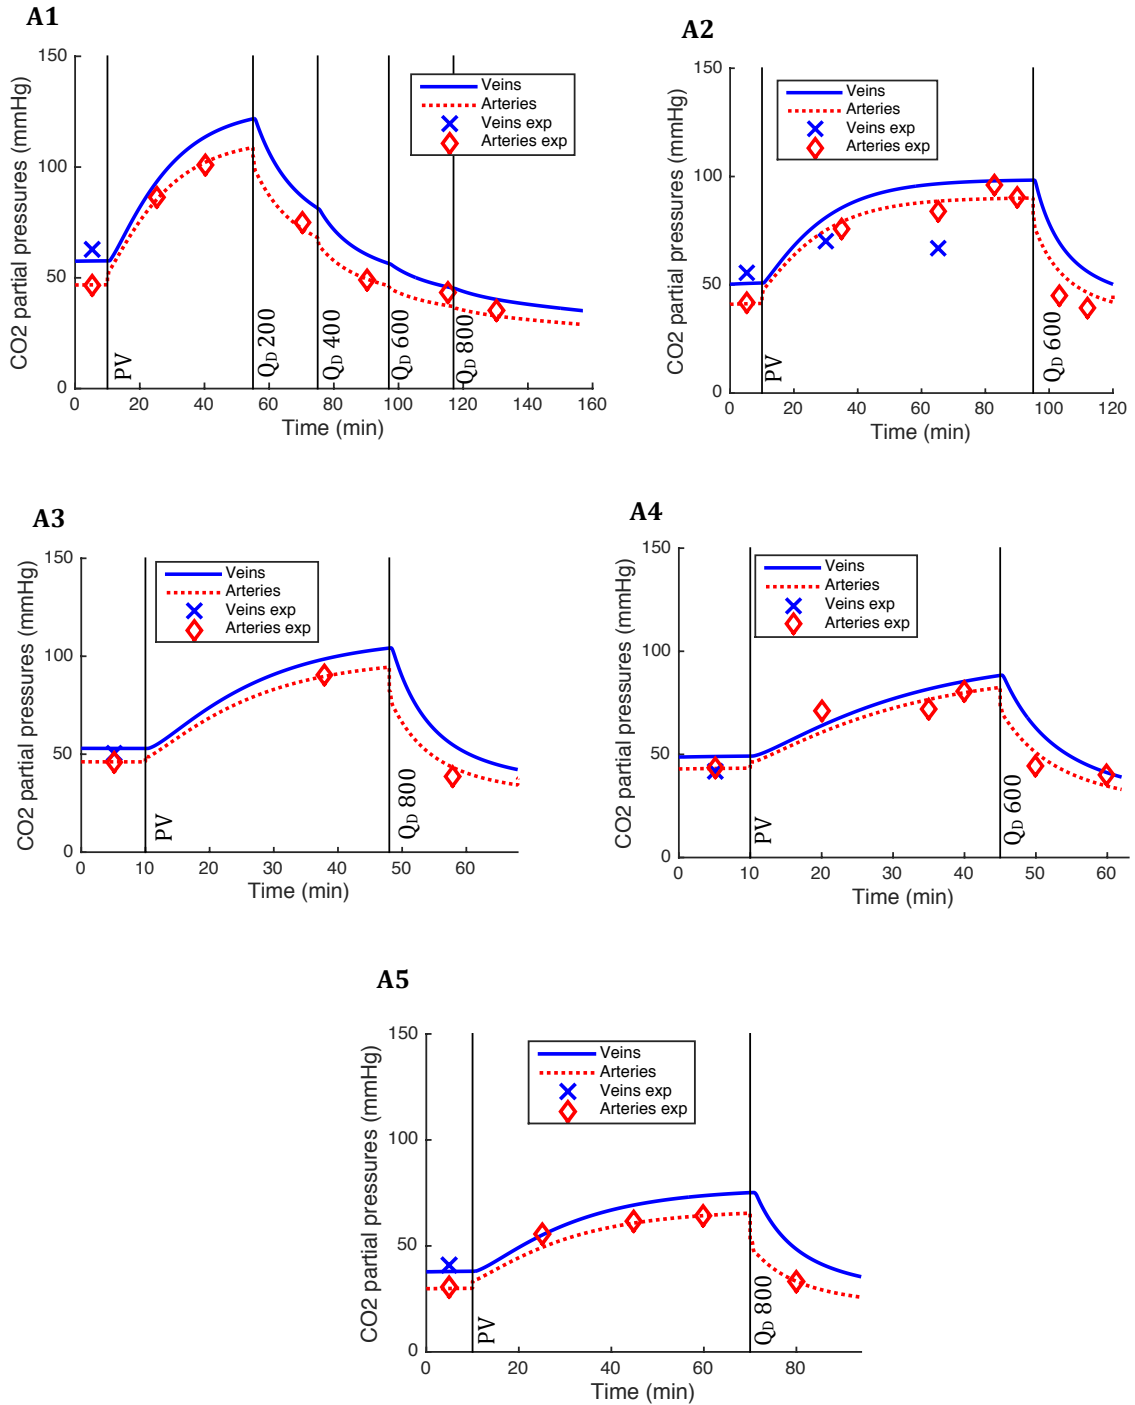 A1
CO2 partial pressures (mmHg)
150
100
50
0
Veins
Arteries
Veins exp
Arteries exp
PV
QD 200
QD 400
QD 600
QD 800
0 20 40 60 80 100 120 140 160
Time (min)
A2
CO2 partial pressures (mmHg)
150
100
50
0
Veins
Arteries
Veins exp
Arteries exp
PV
QD 600
0 20 40 60 80 100 120
Time (min)
A3
CO2 partial pressures (mmHg)
150
100
50
0
Veins
Arteries
Veins exp
Arteries exp
PV
QD 800
0 10 20 30 40 50 60
Time (min)
A4
CO2 partial pressures (mmHg)
150
100
50
0
Veins
Arteries
Veins exp
Arteries exp
PV
QD 600
0 10 20 30 40 50 60
Time (min)
A5
CO2 partial pressures (mmHg)
150
100
50
0
Veins
Arteries
Veins exp
Arteries exp
PV
QD 800
0 20 40 60 80
Time (min)